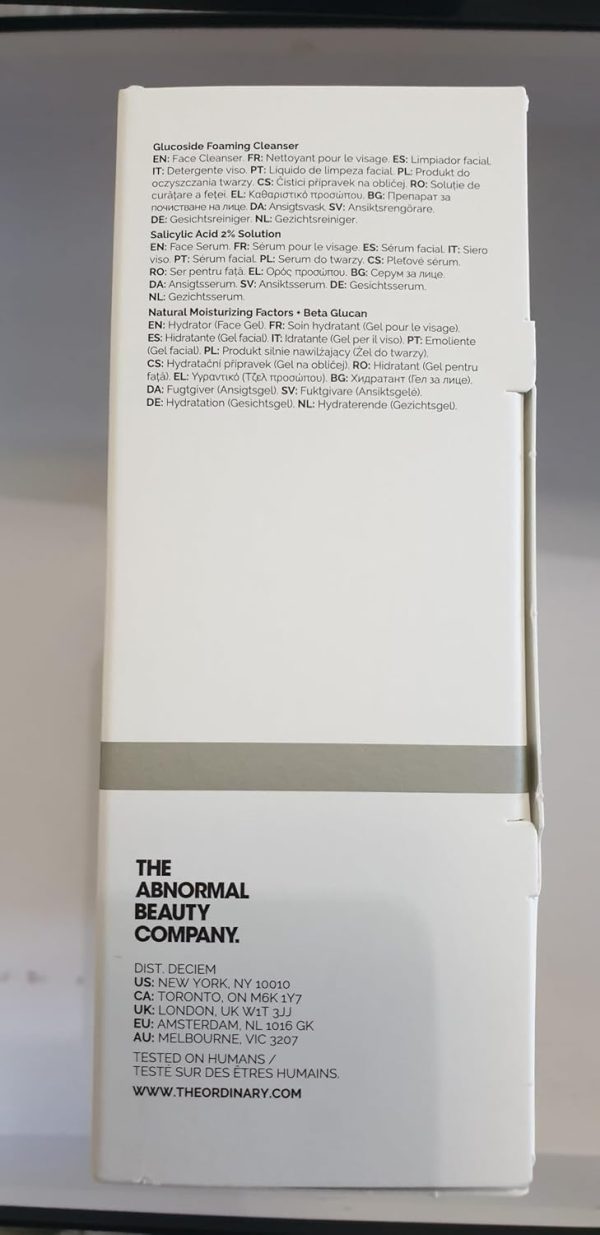 Glucoside Foaming Cleanser
EN: Face Cleanser. FR: Nettoyant pour le visage. ES: Limpiador facial.
IT: Detergente viso. PT: Líquido de limpeza facial. PL: Produkt do
oczyszczania twarzy. CS: Čisticí přípravek na obličej. RO: Soluție de
curățare a feței. EL: Καθαριστικό προσώπου. BG: Препарат за
почистване на лице. DA: Ansigtsvask. SV: Ansiktsrengörare.
DE: Gesichtsreiniger. NL: Gezichtsreiniger.
Salicylic Acid 2% Solution
EN: Face Serum. FR: Sérum pour le visage. ES: Sérum facial. IT: Siero
viso. PT: Sérum facial. PL: Serum do twarzy. CS: Pleťové sérum.
RO: Ser pentru față. EL: Ορός προσώπου. BG: Серум за лице.
DA: Ansigtsserum. SV: Ansiktsserum. DE: Gesichtsserum.
NL: Gezichtsserum.
Natural Moisturizing Factors + Beta Glucan
EN: Hydrator (Face Gel). FR: Soin hydratant (Gel pour le visage).
ES: Hidratante (Gel facial). IT: Idratante (Gel per il viso). PT: Emoliente
(Gel facial). PL: Produkt silnie nawilżający (Żel do twarzy).
CS: Hydratační přípravek (Gel na obličej). RO: Hidratant (Gel pentru
față). EL: Υγραντικό (Τζελ προσώπου). BG: Хидратант (Гел за лице).
DA: Fugtgiver (Ansigtsgel). SV: Fuktgivare (Ansiktsgelé).
DE: Hydratation (Gesichtsgel). NL: Hydraterende (Gezichtsgel).
THE
ABNORMAL
BEAUTY
COMPANY.
DIST. DECIEM
US: NEW YORK, NY 10010
CA: TORONTO, ON M6K 1Y7
UK: LONDON, UK W1T 3JJ
EU: AMSTERDAM, NL 1016 GK
AU: MELBOURNE, VIC 3207
TESTED ON HUMANS /
TESTÉ SUR DES ÊTRES HUMAINS.
WWW.THEORDINARY.COM